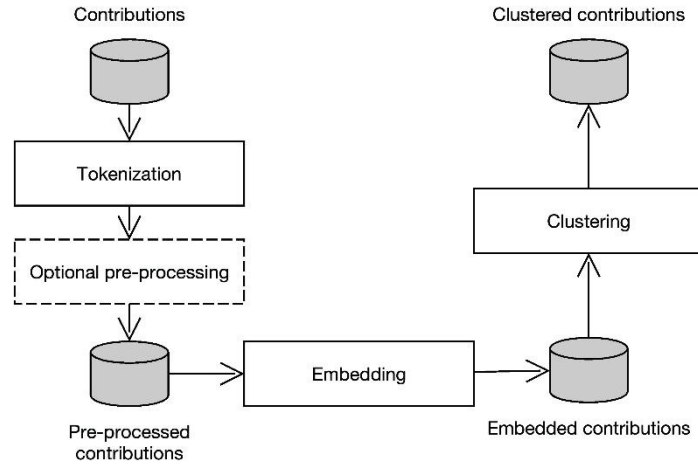 Contributions
Clustered contributions
Tokenization
Clustering
Optional pre-processing
Embedding
Pre-processed
contributions
Embedded contributions